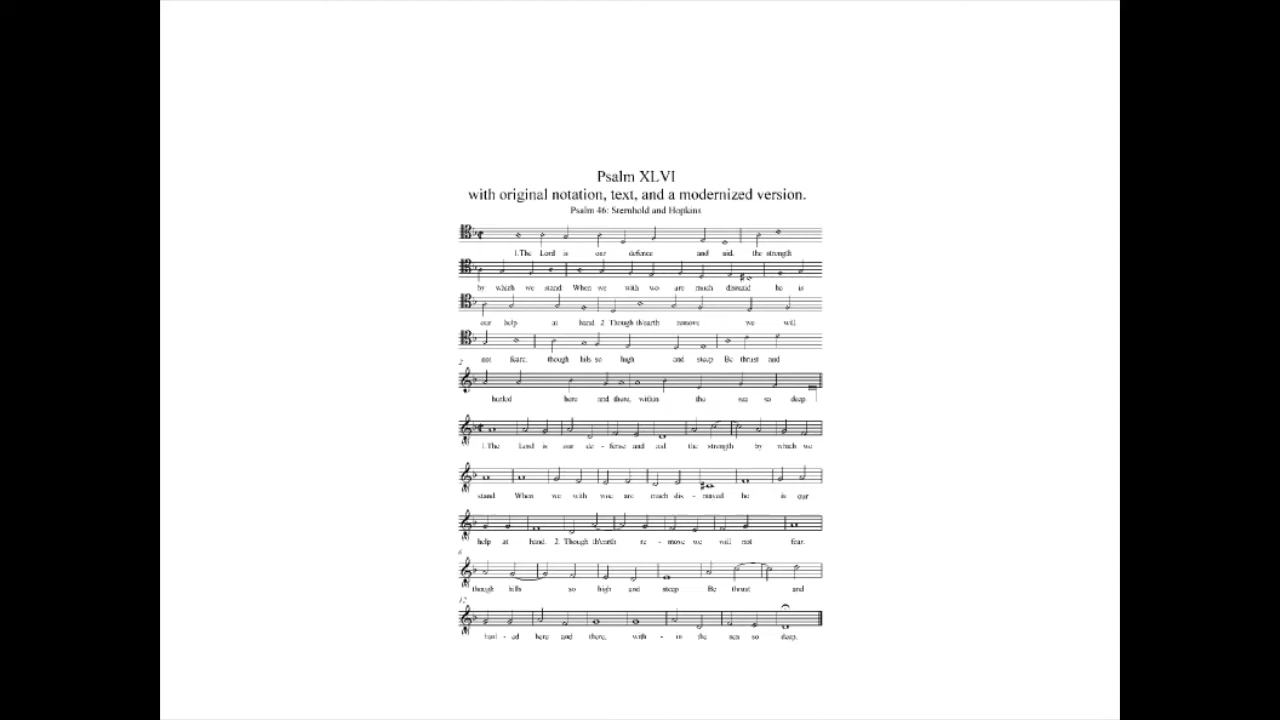 Psalm XLVI
with original notation, text, and a modernized version.
Psalm 46: Sternhold and Hopkins
1.The Lord is our defence and aid, the strength
by which we stand When we with wo are much dismaid he is
our help at hand 2 Though th'earth remove we will
not feare, though hils so high and steep Be thrust and
2
hurled here and there, within the sea so deep.
1.The Lord is our de - fense and aid the strength by which we
stand When we with woe are much dis - mayed he is our
help at hand. 2. Though th'earth re - move we will not fear.
6
though hills so high and steep Be thrust and
12
hurl - ed here and there, with - in the sea so deep.